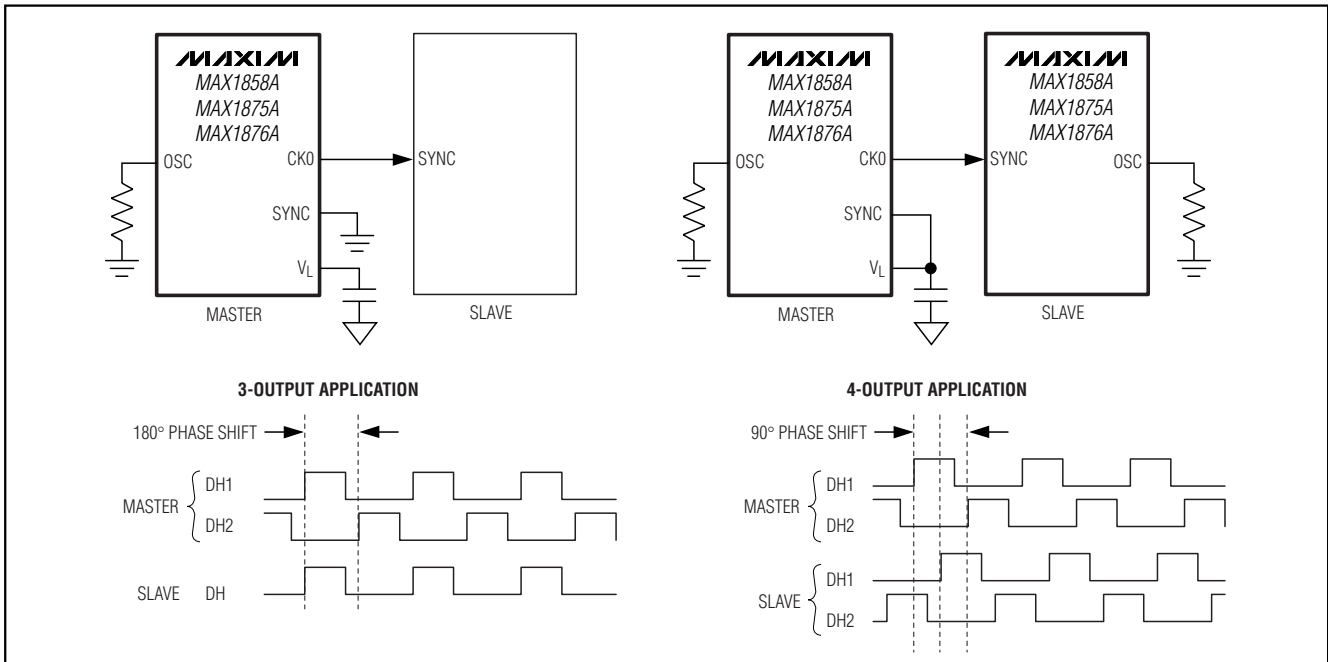 MAXIM
MAX1858A
MAX1875A
MAX1876A
OSC
CK0
SYNC
VL
MASTER
SYNC
SLAVE
MAXIM
MAX1858A
MAX1875A
MAX1876A
OSC
CK0
SYNC
VL
MASTER
MAXIM
MAX1858A
MAX1875A
MAX1876A
SYNC
OSC
SLAVE
3-OUTPUT APPLICATION
180° PHASE SHIFT
MASTER
DH1
DH2
SLAVE DH
4-OUTPUT APPLICATION
90° PHASE SHIFT
MASTER
DH1
DH2
SLAVE
DH1
DH2